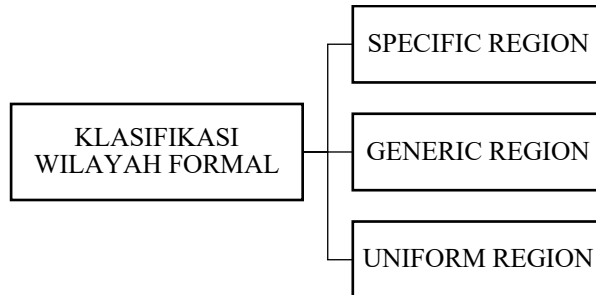 KLASIFIKASI
WILAYAH FORMAL
SPECIFIC REGION
GENERIC REGION
UNIFORM REGION